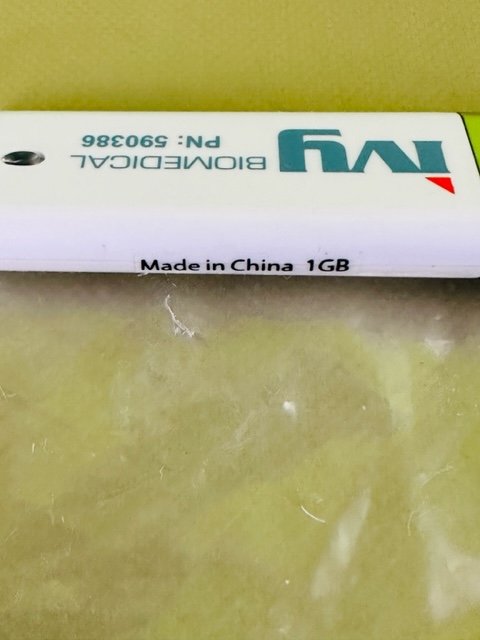 ivy BIOMEDICAL
PN: 590386
Made in China 1GB